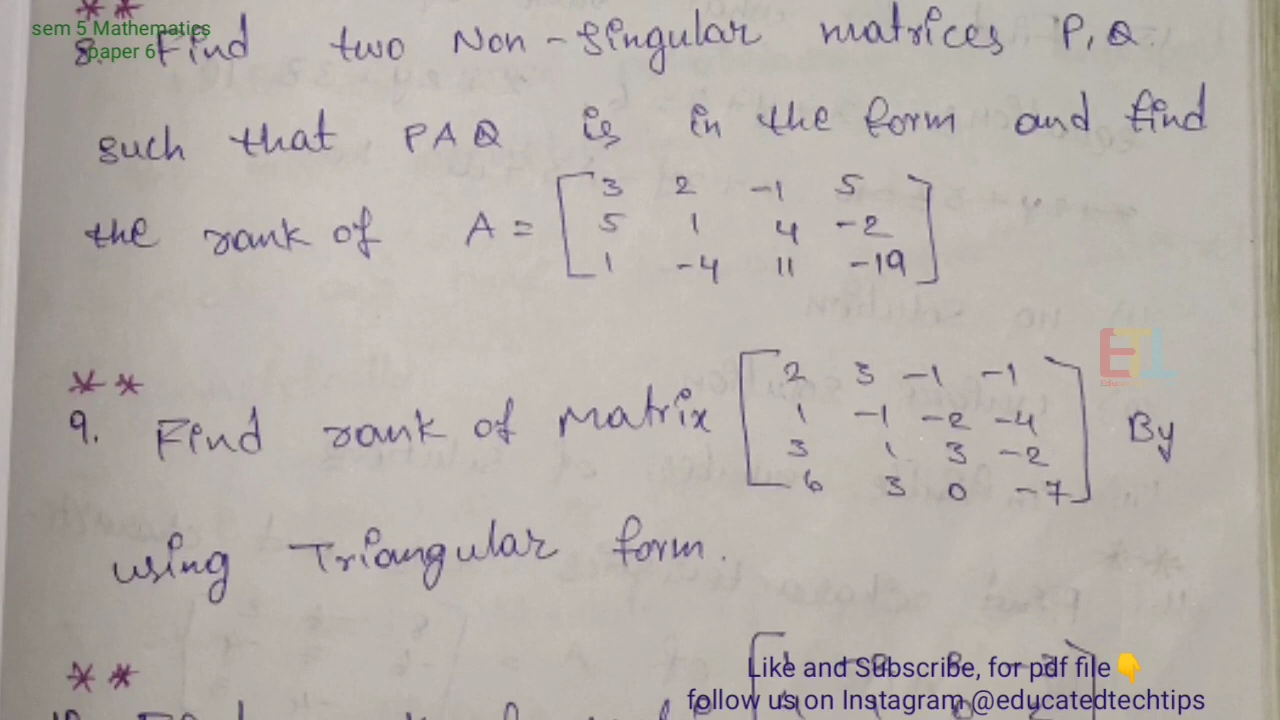 **
sem 5 Mathematics
paper 6
8. Find two Non-Singular matrices P, Q.
such that PAQ is in the form and find
the rank of A = [ 3 2 -1 5
5 1 4 -2
1 -4 11 -19 ]
ETL
**
9. Find rank of Matrix [ 2 3 -1 -1
1 -1 -2 -4
3 1 3 -2
6 3 0 -7 ] By
using Triangular form.
**
Like and Subscribe, for pdf file👇
follow us on Instagram @educatedtechtips